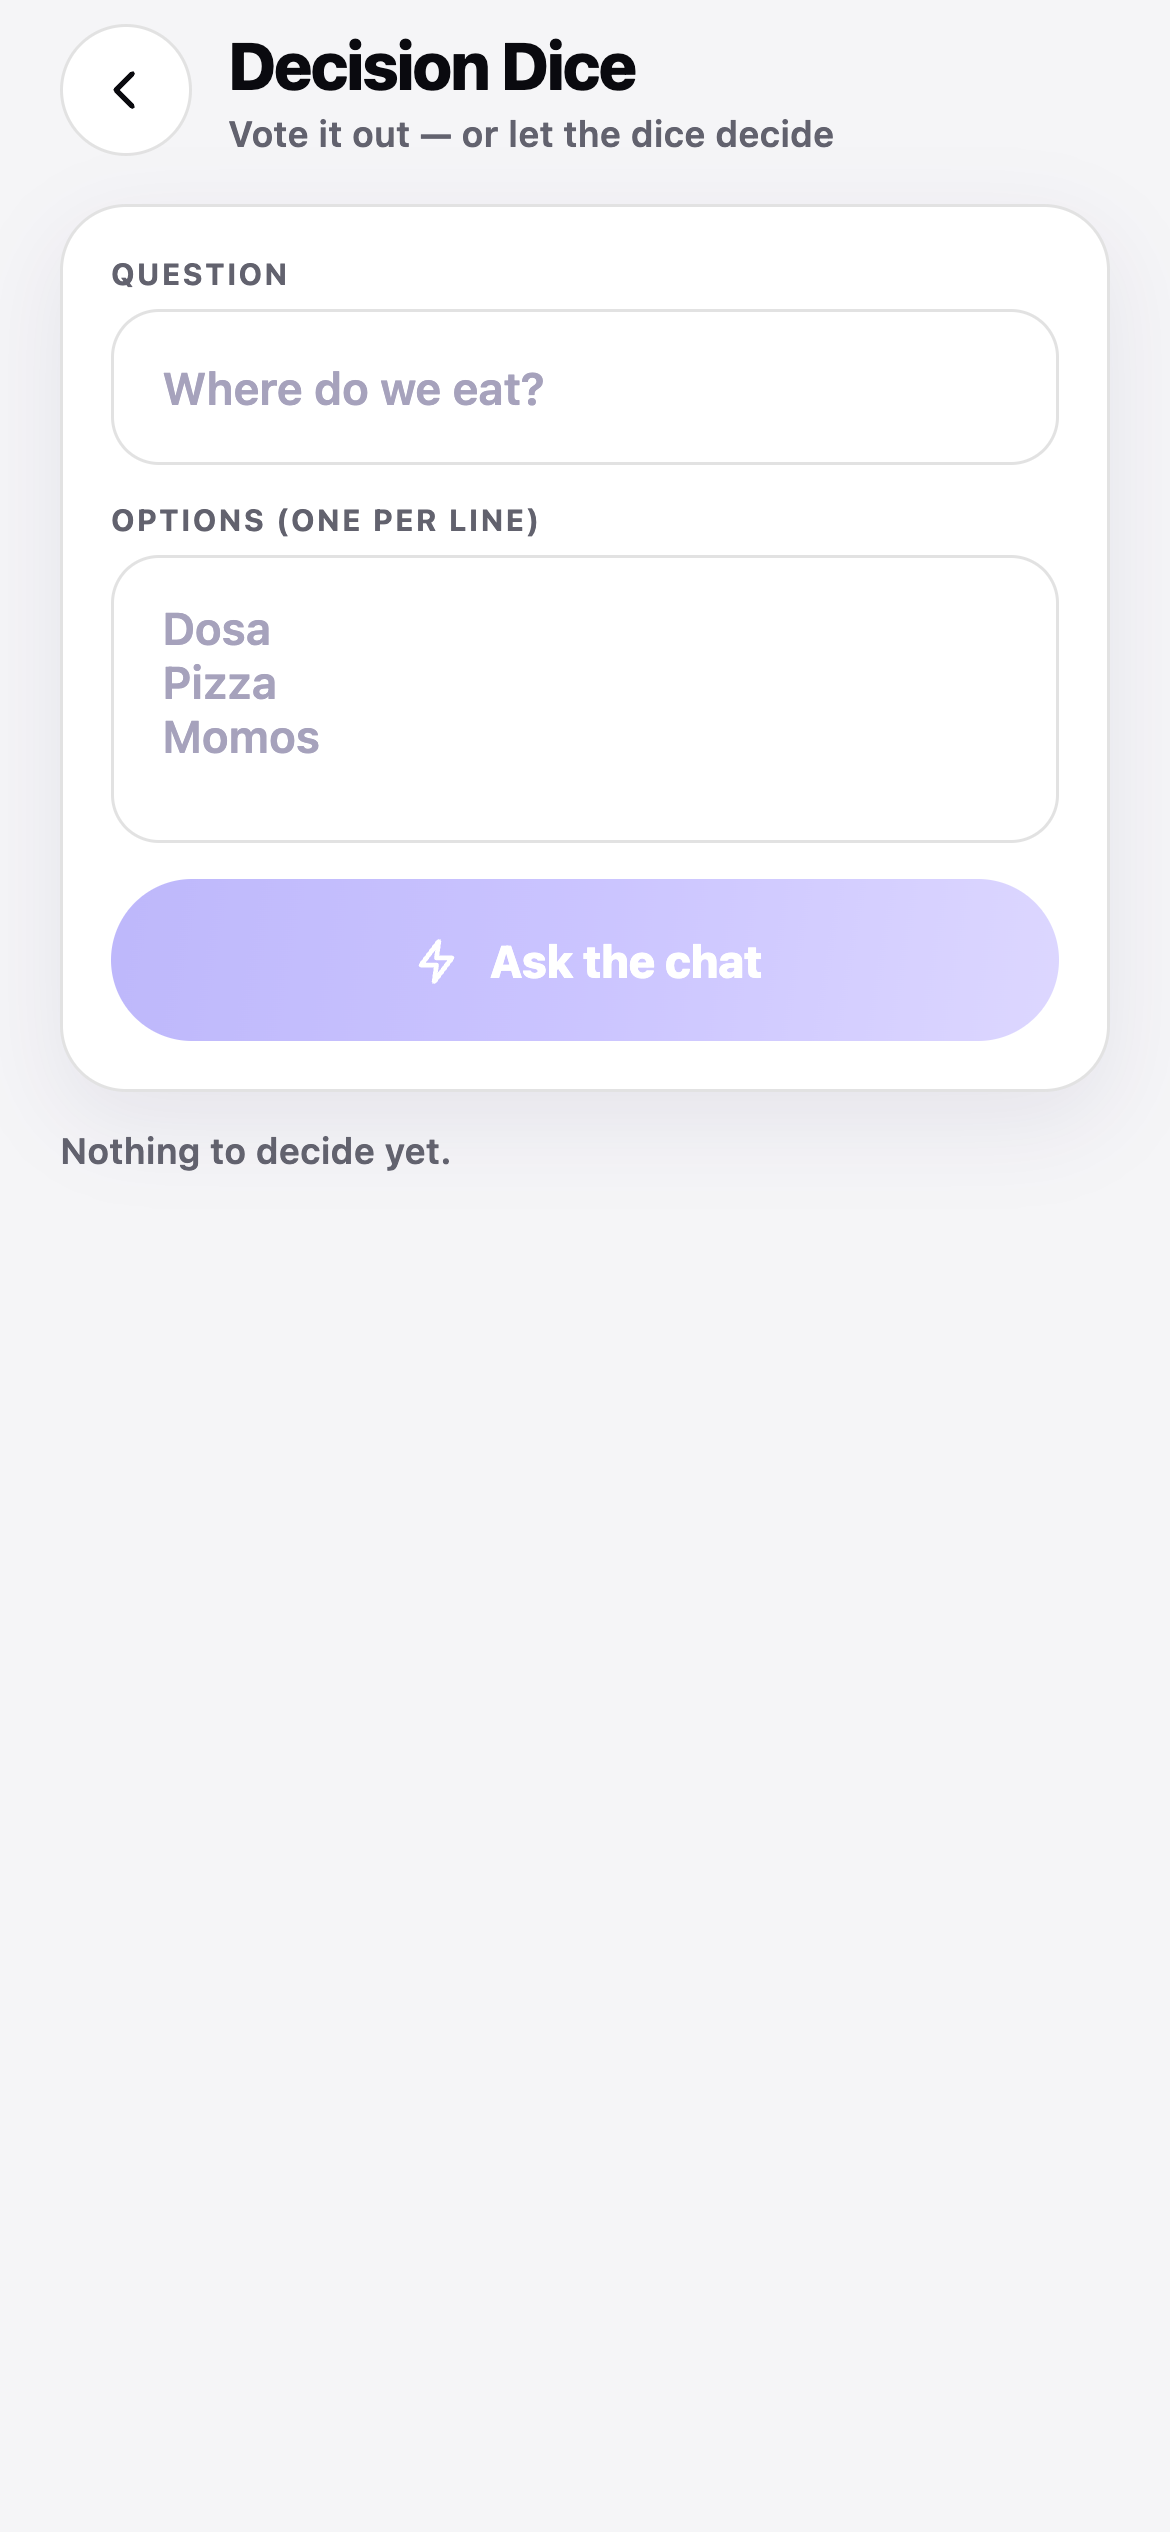 Decision Dice
Vote it out — or let the dice decide
QUESTION
Where do we eat?
OPTIONS (ONE PER LINE)
Dosa
Pizza
Momos
Ask the chat
Nothing to decide yet.